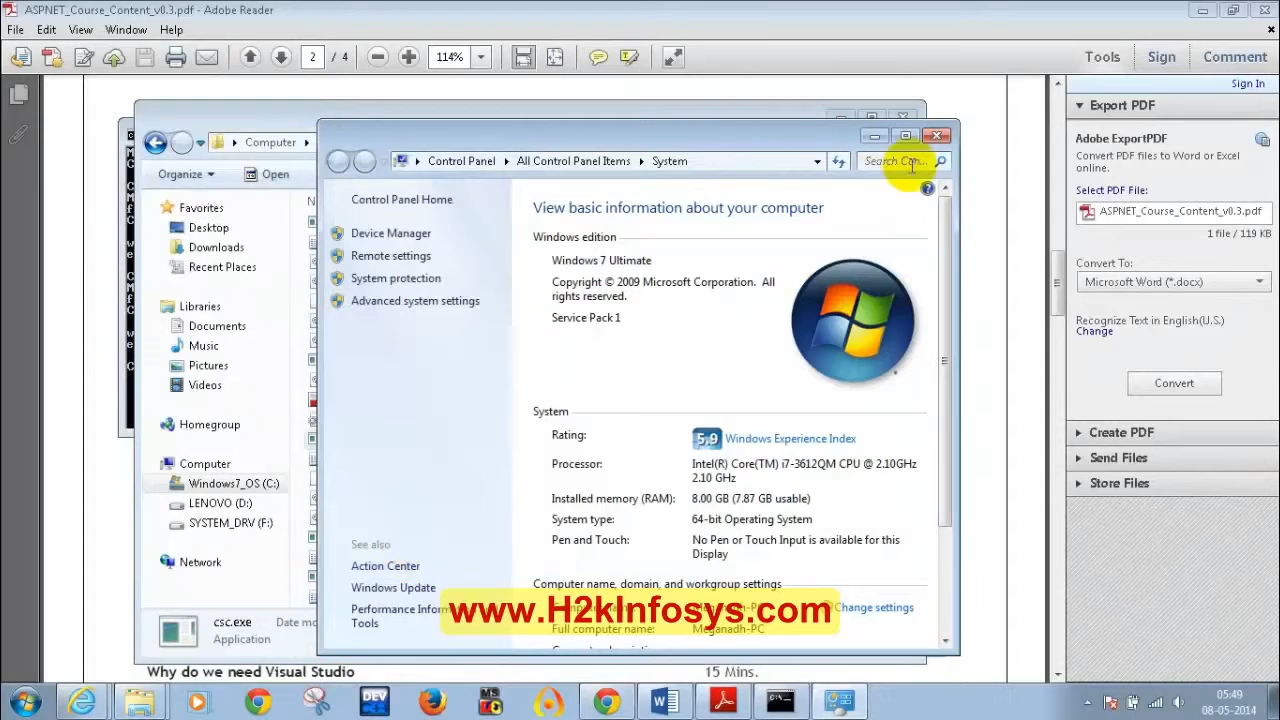 ASPNET_Course_Content_v0.3.pdf - Adobe Reader
File Edit View Window Help
2 / 4 114% Tools Sign Comment
Sign In
Export PDF
Adobe ExportPDF
Convert PDF files to Word or Excel online.
Select PDF File:
ASPNET_Course_Content_v0.3.pdf
1 file / 119 KB
Convert To:
Microsoft Word (*.docx)
Recognize Text in English(U.S.)
Change
Convert
Create PDF
Send Files
Store Files
Computer
Organize Open
Favorites
Desktop
Downloads
Recent Places
Libraries
Documents
Music
Pictures
Videos
Homegroup
Computer
Windows7_OS (C:)
LENOVO (D:)
SYSTEM_DRV (F:)
Network
csc.exe Date mo
Application
Control Panel All Control Panel Items System
Control Panel Home
Device Manager
Remote settings
System protection
Advanced system settings
See also
Action Center
Windows Update
Performance Inform
Tools
View basic information about your computer
Windows edition
Windows 7 Ultimate
Copyright © 2009 Microsoft Corporation. All
rights reserved.
Service Pack 1
System
Rating: 5.9 Windows Experience Index
Processor: Intel(R) Core(TM) i7-3612QM CPU @ 2.10GHz
2.10 GHz
Installed memory (RAM): 8.00 GB (7.87 GB usable)
System type: 64-bit Operating System
Pen and Touch: No Pen or Touch Input is available for this
Display
Computer name, domain, and workgroup settings
Change settings
www.H2kInfosys.com
Full computer name: Meganadh-PC
Why do we need Visual Studio 15 Mins.
DEV
MS
05:49
08-05-2014